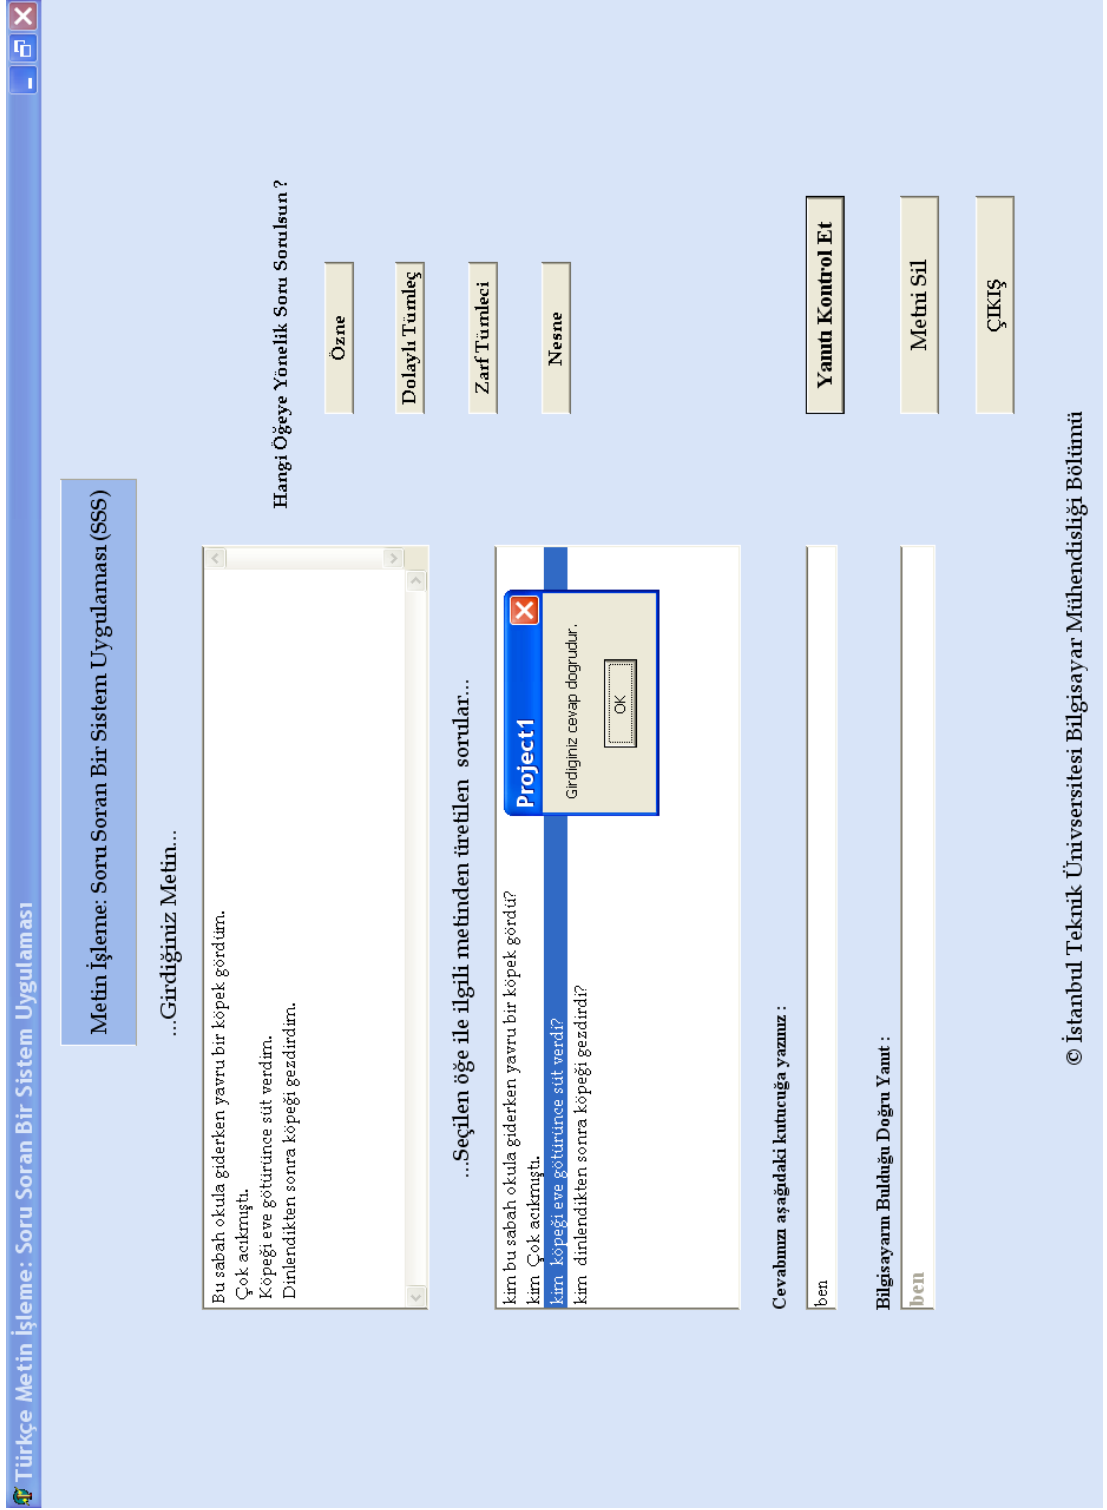 Türkçe Metin İşleme: Soru Soran Bir Sistem Uygulaması
Metin İşleme: Soru Soran Bir Sistem Uygulaması (SSS)
...Girdiğiniz Metin...
Bu sabah okula giderken yavru bir köpek gördüm.
Çok acıkmıştı.
Köpeği eve götürünce süt verdim.
Dinlendikten sonra köpeği gezdirdim.
Hangi Öğeye Yönelik Soru Sorulsun ?
Özne
Dolaylı Tümleç
Zarf Tümleci
Nesne
...Seçilen öğe ile ilgili metinden üretilen sorular...
kim bu sabah okula giderken yavru bir köpek gördü?
kim Çok acıkmıştı.
kim köpeği eve götürünce süt verdi?
kim dinlendikten sonra köpeği gezdirdi?
Project1
Girdiginiz cevap dogrudur.
OK
Cevabınızı aşağıdaki kutucuğa yazınız :
ben
Yanıtı Kontrol Et
Bilgisayarın Bulduğu Doğru Yanıt :
ben
Metni Sil
ÇIKIŞ
© İstanbul Teknik Ünivsersitesi Bilgisayar Mühendisliği Bölümü